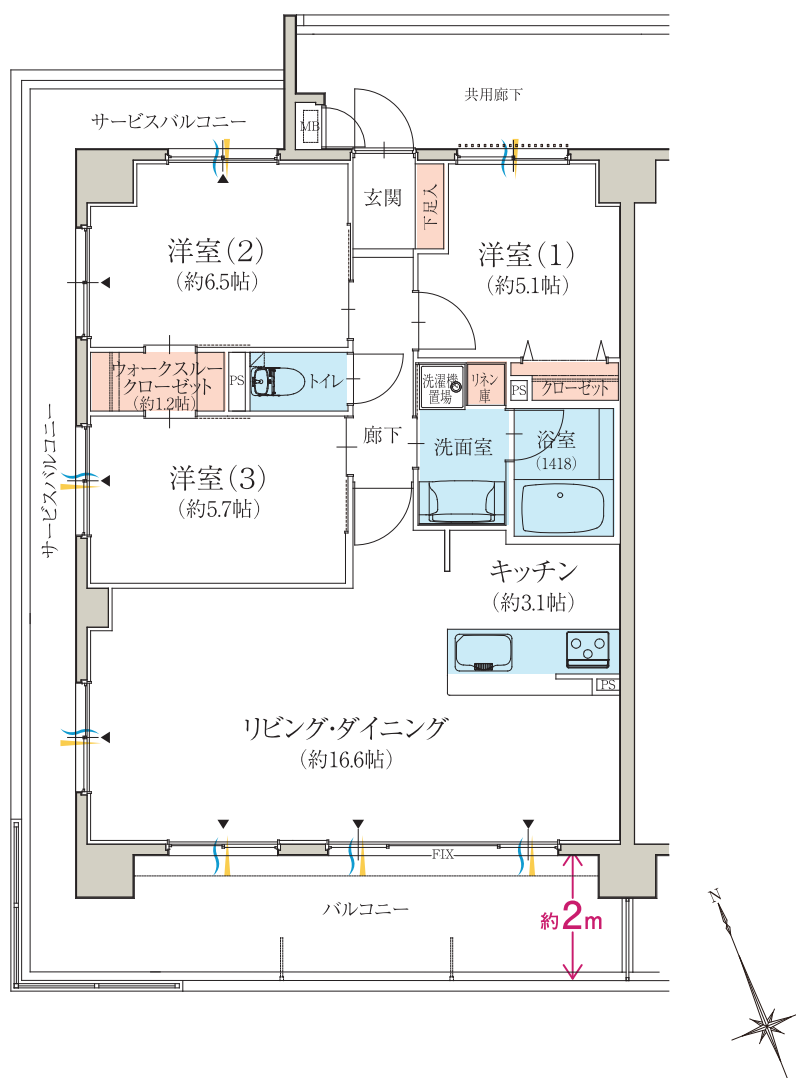 共用廊下
サービスバルコニー
MB
玄関
下足入
洋室(2)
(約6.5帖)
洋室(1)
(約5.1帖)
ウォークスルー
クローゼット
(約1.2帖)
PS
トイレ
洗濯機
置場
リネン
庫
PS
クローゼット
廊下
洗面室
浴室
(1418)
洋室(3)
(約5.7帖)
サービスバルコニー
キッチン
(約3.1帖)
PS
リビング・ダイニング
(約16.6帖)
FIX
バルコニー
約2m
N